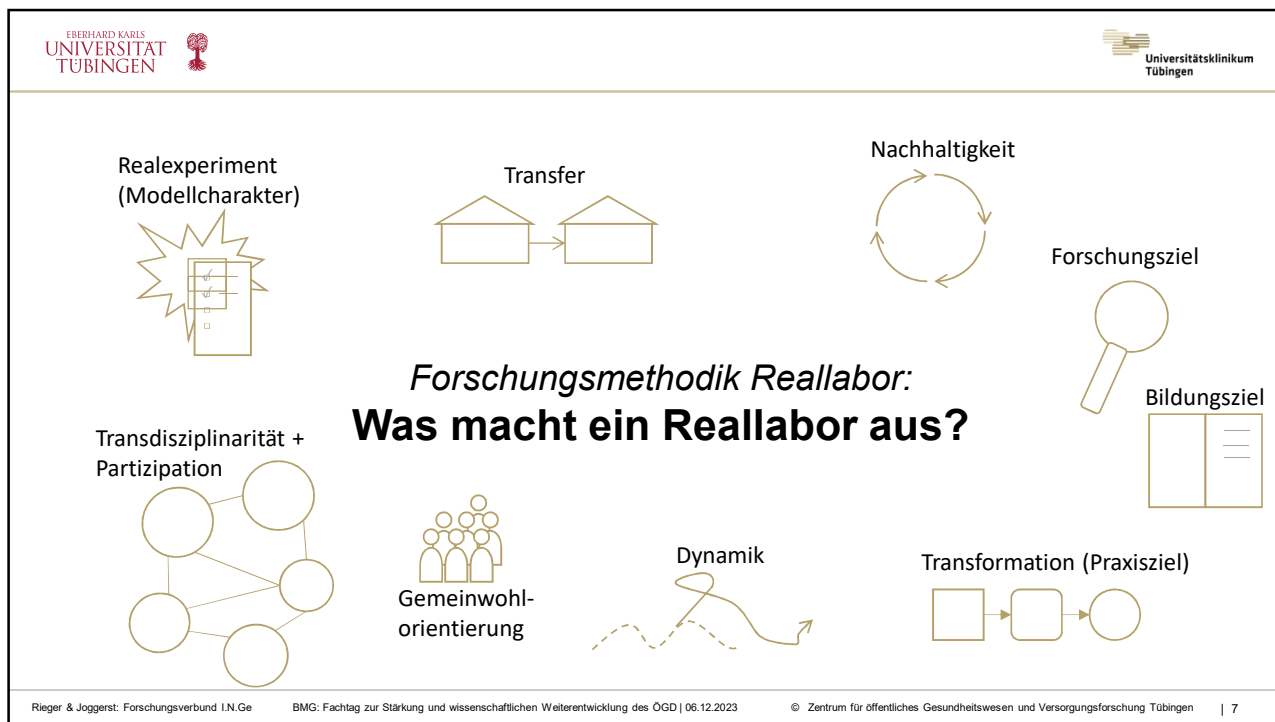 EBERHARD KARLS
UNIVERSITÄT
TÜBINGEN
Universitätsklinikum
Tübingen
Realexperiment
(Modellcharakter)
Transfer
Nachhaltigkeit
Forschungsziel
Forschungsmethodik Reallabor:
Was macht ein Reallabor aus?
Bildungsziel
Transdisziplinarität +
Partizipation
Gemeinwohl-
orientierung
Dynamik
Transformation (Praxisziel)
Rieger & Joggerst: Forschungsverbund I.N.Ge
BMG: Fachtag zur Stärkung und wissenschaftlichen Weiterentwicklung des ÖGD | 06.12.2023
© Zentrum für öffentliches Gesundheitswesen und Versorgungsforschung Tübingen
| 7